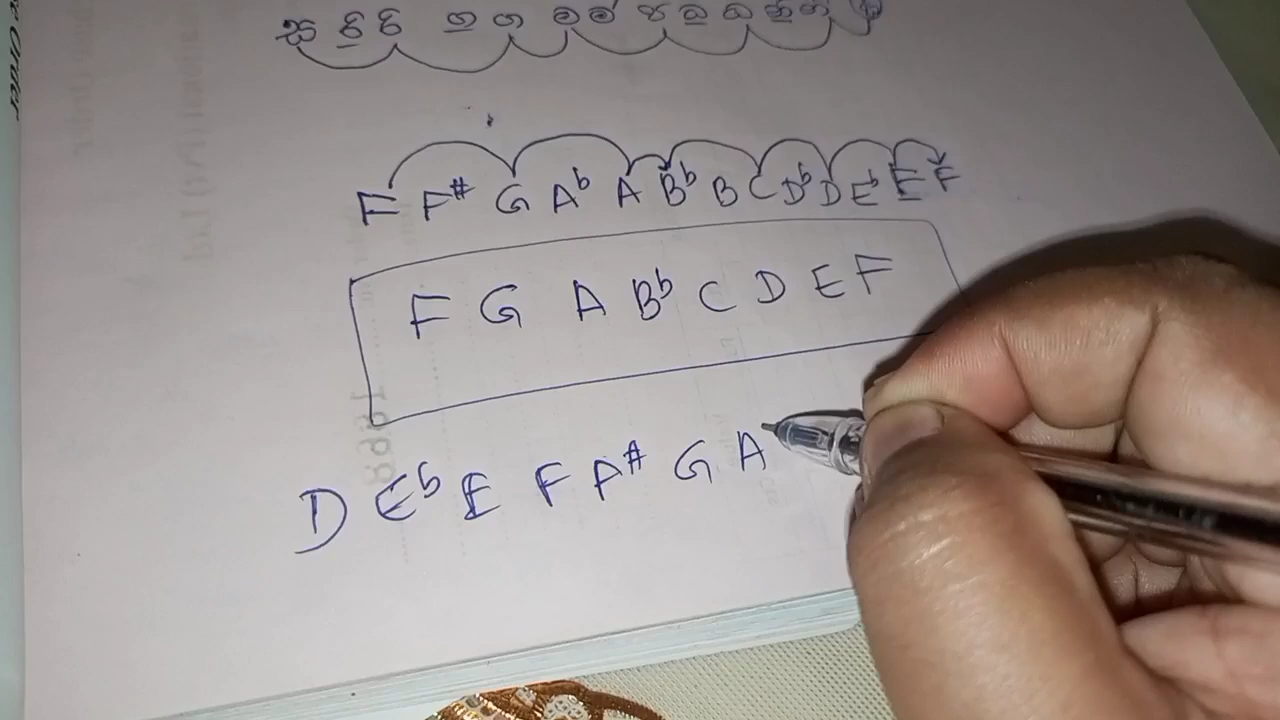 ස රි රි ග ග ම ම ප ධ ධ නි නි
F F# G Ab A Bb B C Db D Eb E F
F G A Bb C D E F
D Eb E F F# G A